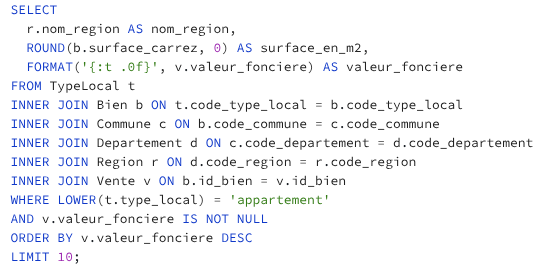 SELECT
  r.nom_region AS nom_region,
  ROUND(b.surface_carrez, 0) AS surface_en_m2,
  FORMAT('{:t .0f}', v.valeur_fonciere) AS valeur_fonciere
FROM TypeLocal t
INNER JOIN Bien b ON t.code_type_local = b.code_type_local
INNER JOIN Commune c ON b.code_commune = c.code_commune
INNER JOIN Departement d ON c.code_departement = d.code_departement
INNER JOIN Region r ON d.code_region = r.code_region
INNER JOIN Vente v ON b.id_bien = v.id_bien
WHERE LOWER(t.type_local) = 'appartement'
AND v.valeur_fonciere IS NOT NULL
ORDER BY v.valeur_fonciere DESC
LIMIT 10;